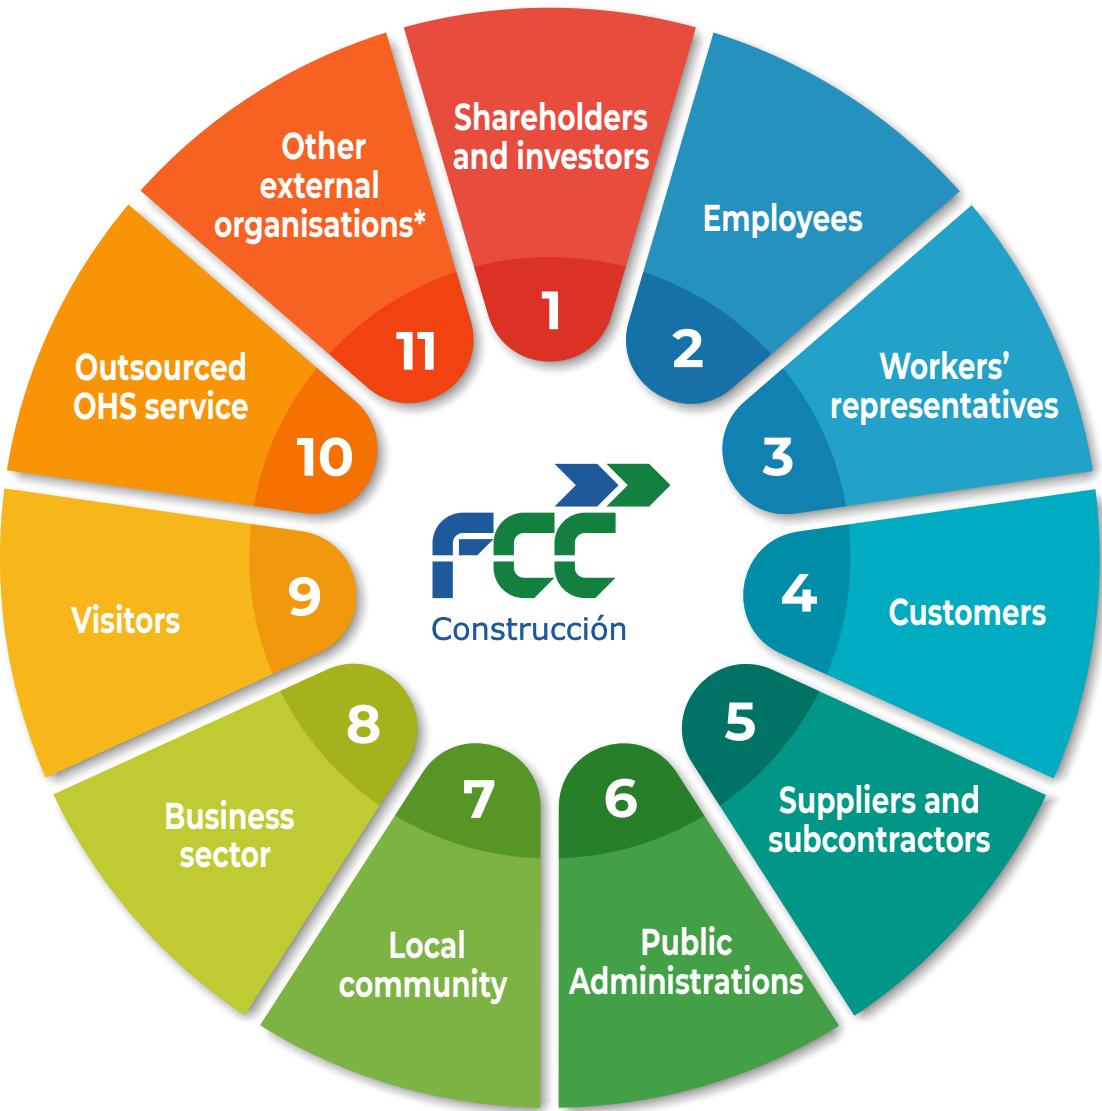 Shareholders
and investors
1
Employees
2
Workers’
representatives
3
Customers
4
Suppliers and
subcontractors
5
Public
Administrations
6
Local
community
7
Business
sector
8
Visitors
9
Outsourced
OHS service
10
Other
external
organisations*
11
FCC
Construcción